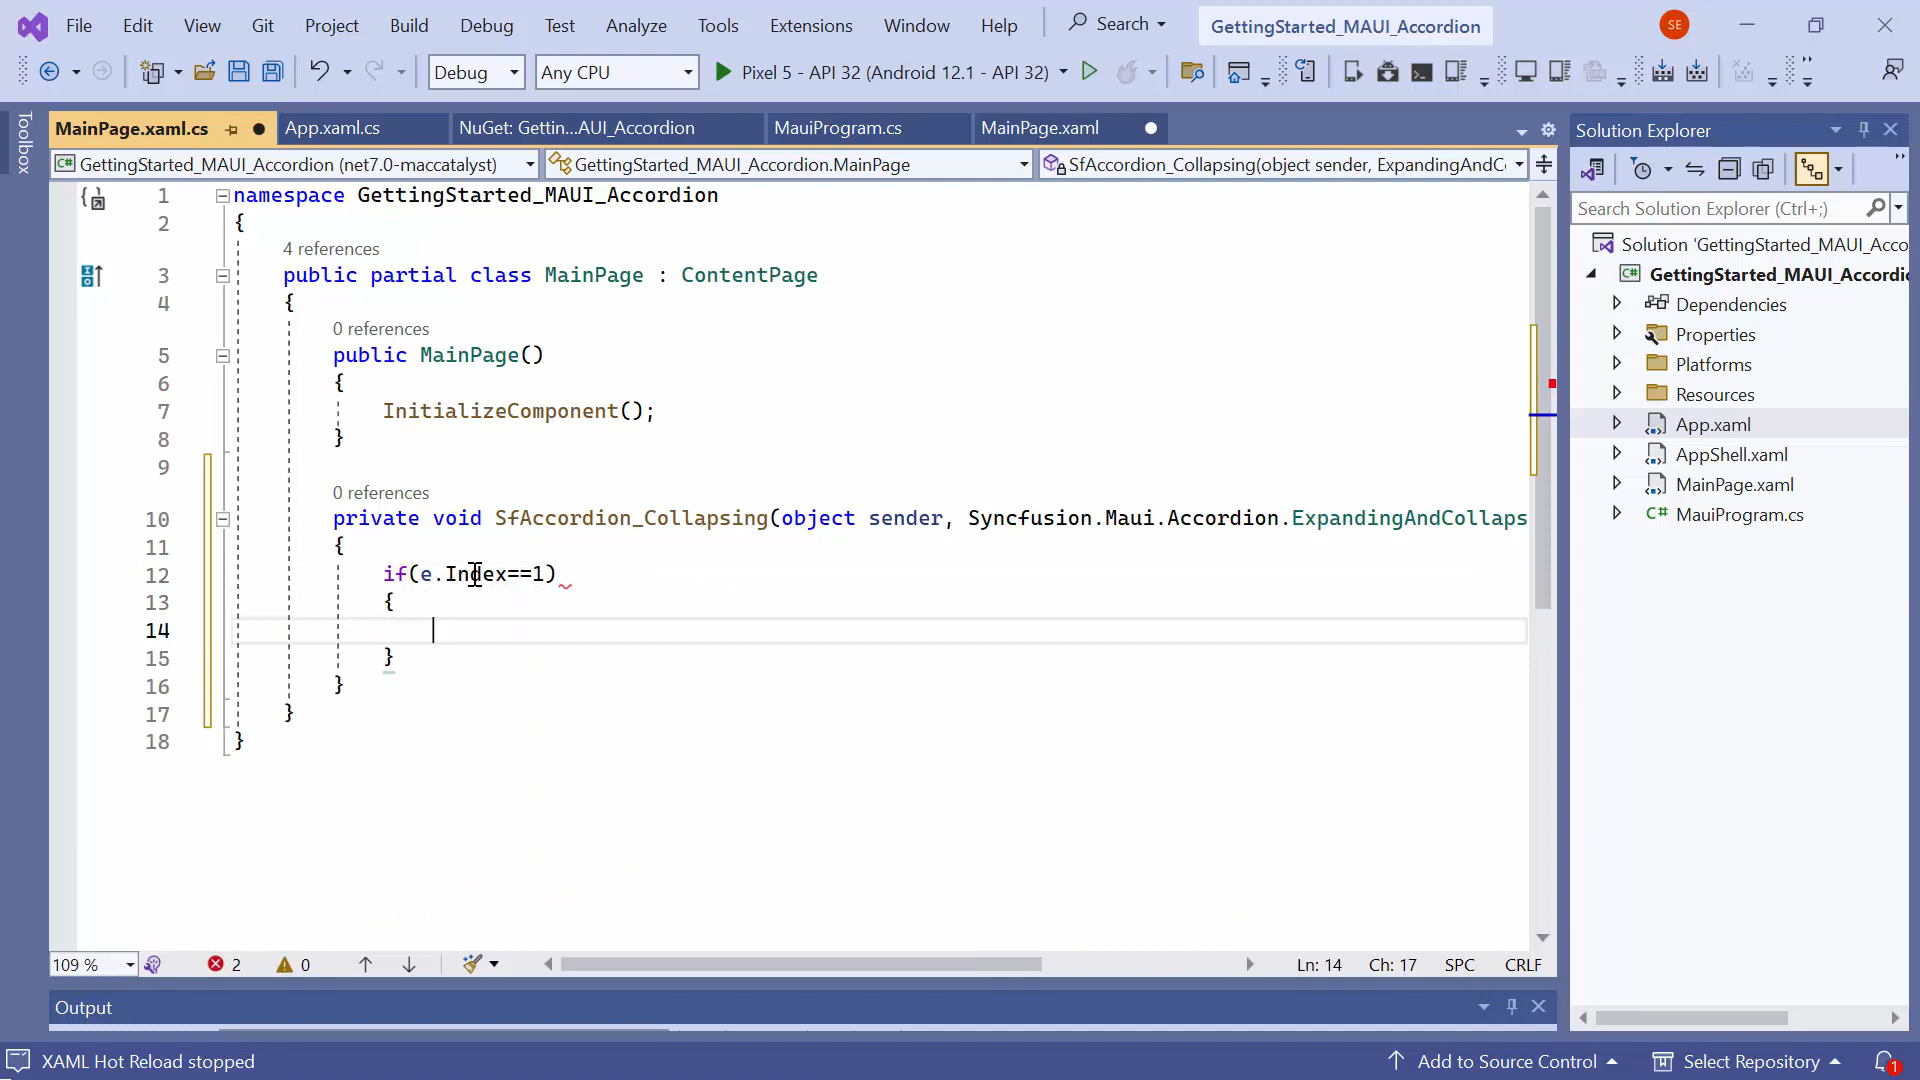 File Edit View Git Project Build Debug Test Analyze Tools Extensions Window Help Search GettingStarted_MAUI_Accordion SE
Debug Any CPU Pixel 5 - API 32 (Android 12.1 - API 32)
Toolbox
MainPage.xaml.cs App.xaml.cs NuGet: Gettin...AUI_Accordion MauiProgram.cs MainPage.xaml
GettingStarted_MAUI_Accordion (net7.0-maccatalyst) GettingStarted_MAUI_Accordion.MainPage SfAccordion_Collapsing(object sender, ExpandingAndCo
1 namespace GettingStarted_MAUI_Accordion
2 {
4 references
3 public partial class MainPage : ContentPage
4 {
0 references
5 public MainPage()
6 {
7 InitializeComponent();
8 }
9
0 references
10 private void SfAccordion_Collapsing(object sender, Syncfusion.Maui.Accordion.ExpandingAndCollaps
11 {
12 if(e.Index==1)
13 {
14
15 }
16 }
17 }
18 }
109 % 2 0 Ln: 14 Ch: 17 SPC CRLF
Output
Solution Explorer
Search Solution Explorer (Ctrl+;)
Solution 'GettingStarted_MAUI_Acco
GettingStarted_MAUI_Accordio
Dependencies
Properties
Platforms
Resources
App.xaml
AppShell.xaml
MainPage.xaml
MauiProgram.cs
XAML Hot Reload stopped Add to Source Control Select Repository 1